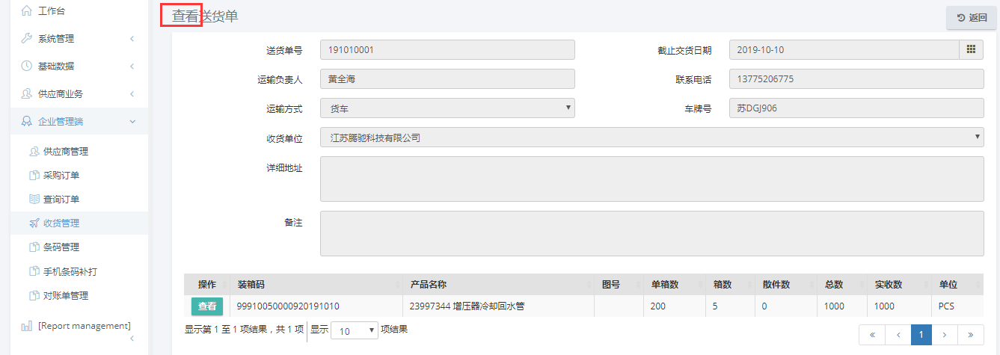 工作台
系统管理
基础数据
供应商业务
企业管理端
供应商管理
采购订单
查询订单
收货管理
条码管理
手机条码补打
对账单管理
[Report management]
查看送货单
返回
送货单号 191010001 截止交货日期 2019-10-10
运输负责人 黄全海 联系电话 13775206775
运输方式 货车 车牌号 苏DGJ906
收货单位 江苏腾驰科技有限公司
详细地址
备注
操作 装箱码 产品名称 图号 单箱数 箱数 散件数 总数 实收数 单位
查看 99910050000920191010 23997344 增压器冷却回水管 200 5 0 1000 1000 PCS
显示第 1 至 1 项结果，共 1 项 显示 10 项结果
« ‹ 1 › »